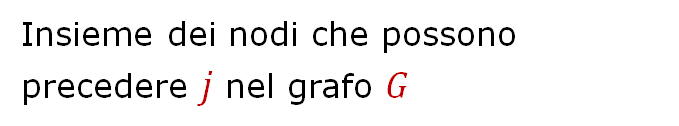 Insieme dei nodi che possono
precedere j nel grafo G